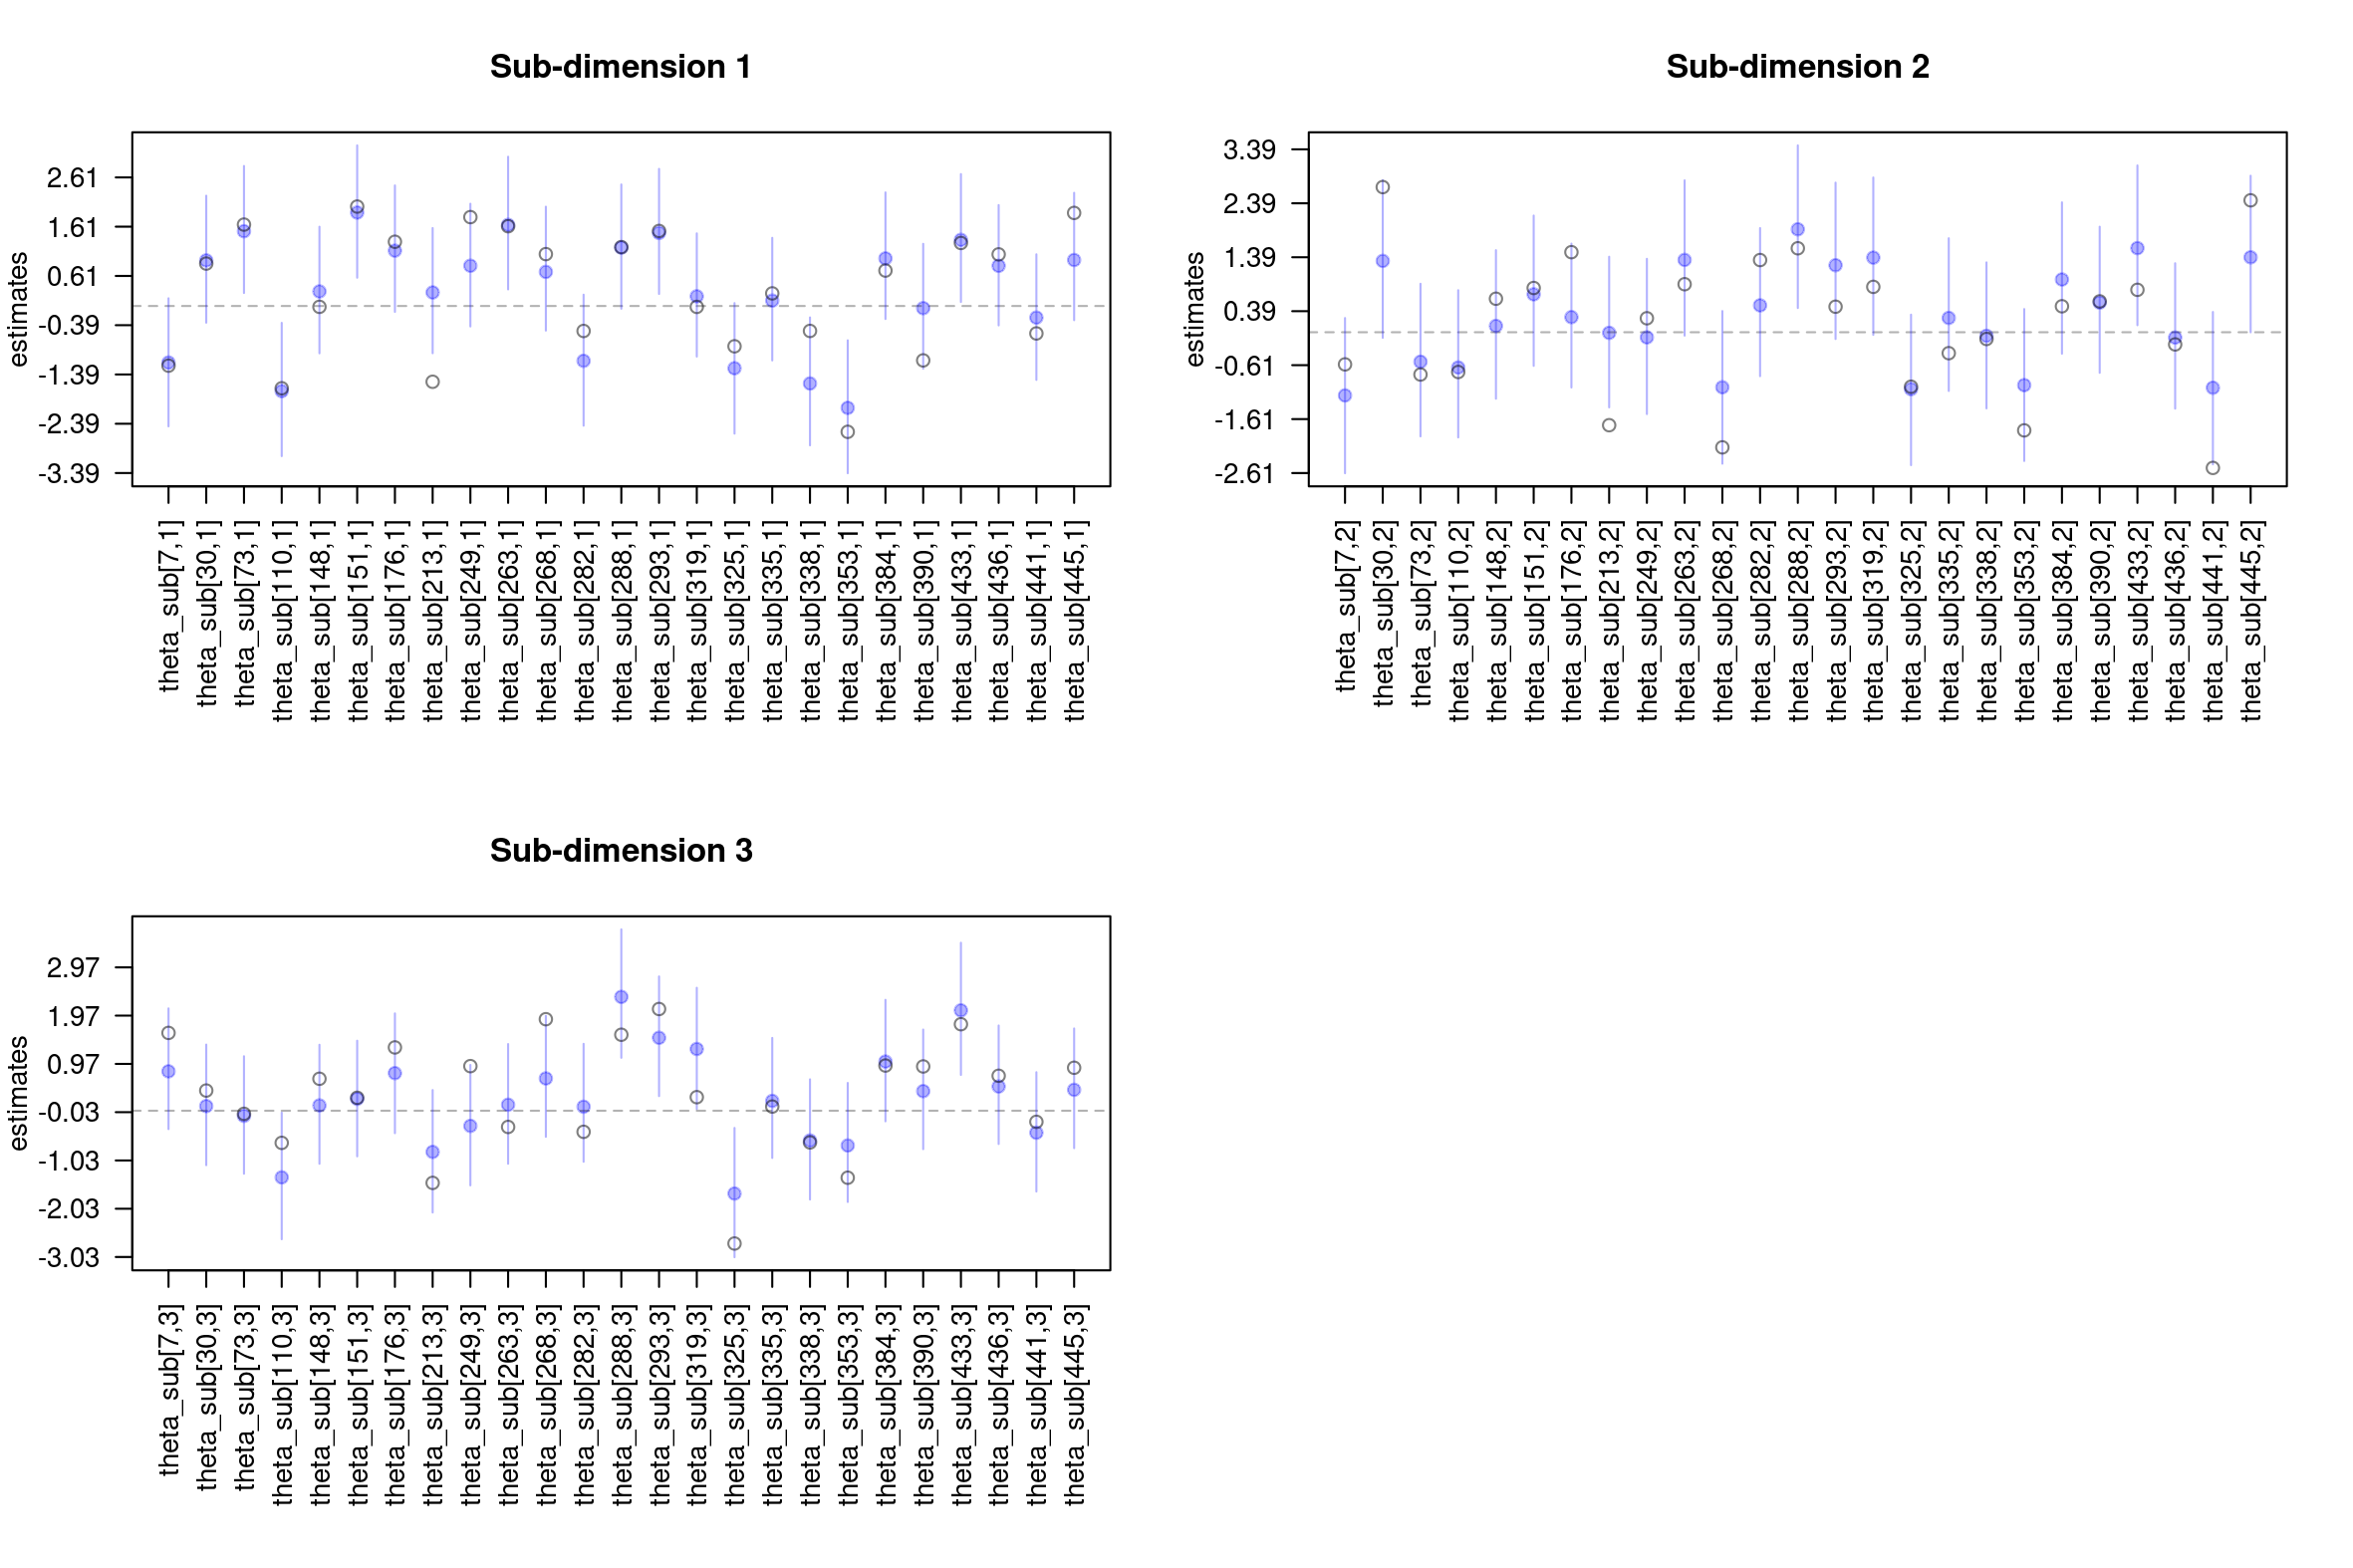 Sub-dimension 1
estimates
2.61
1.61
0.61
-0.39
-1.39
-2.39
-3.39
theta_sub[7,1]
theta_sub[30,1]
theta_sub[73,1]
theta_sub[110,1]
theta_sub[148,1]
theta_sub[151,1]
theta_sub[176,1]
theta_sub[213,1]
theta_sub[249,1]
theta_sub[263,1]
theta_sub[268,1]
theta_sub[282,1]
theta_sub[288,1]
theta_sub[293,1]
theta_sub[319,1]
theta_sub[325,1]
theta_sub[335,1]
theta_sub[338,1]
theta_sub[353,1]
theta_sub[384,1]
theta_sub[390,1]
theta_sub[433,1]
theta_sub[436,1]
theta_sub[441,1]
theta_sub[445,1]
Sub-dimension 2
estimates
3.39
2.39
1.39
0.39
-0.61
-1.61
-2.61
theta_sub[7,2]
theta_sub[30,2]
theta_sub[73,2]
theta_sub[110,2]
theta_sub[148,2]
theta_sub[151,2]
theta_sub[176,2]
theta_sub[213,2]
theta_sub[249,2]
theta_sub[263,2]
theta_sub[268,2]
theta_sub[282,2]
theta_sub[288,2]
theta_sub[293,2]
theta_sub[319,2]
theta_sub[325,2]
theta_sub[335,2]
theta_sub[338,2]
theta_sub[353,2]
theta_sub[384,2]
theta_sub[390,2]
theta_sub[433,2]
theta_sub[436,2]
theta_sub[441,2]
theta_sub[445,2]
Sub-dimension 3
estimates
2.97
1.97
0.97
-0.03
-1.03
-2.03
-3.03
theta_sub[7,3]
theta_sub[30,3]
theta_sub[73,3]
theta_sub[110,3]
theta_sub[148,3]
theta_sub[151,3]
theta_sub[176,3]
theta_sub[213,3]
theta_sub[249,3]
theta_sub[263,3]
theta_sub[268,3]
theta_sub[282,3]
theta_sub[288,3]
theta_sub[293,3]
theta_sub[319,3]
theta_sub[325,3]
theta_sub[335,3]
theta_sub[338,3]
theta_sub[353,3]
theta_sub[384,3]
theta_sub[390,3]
theta_sub[433,3]
theta_sub[436,3]
theta_sub[441,3]
theta_sub[445,3]